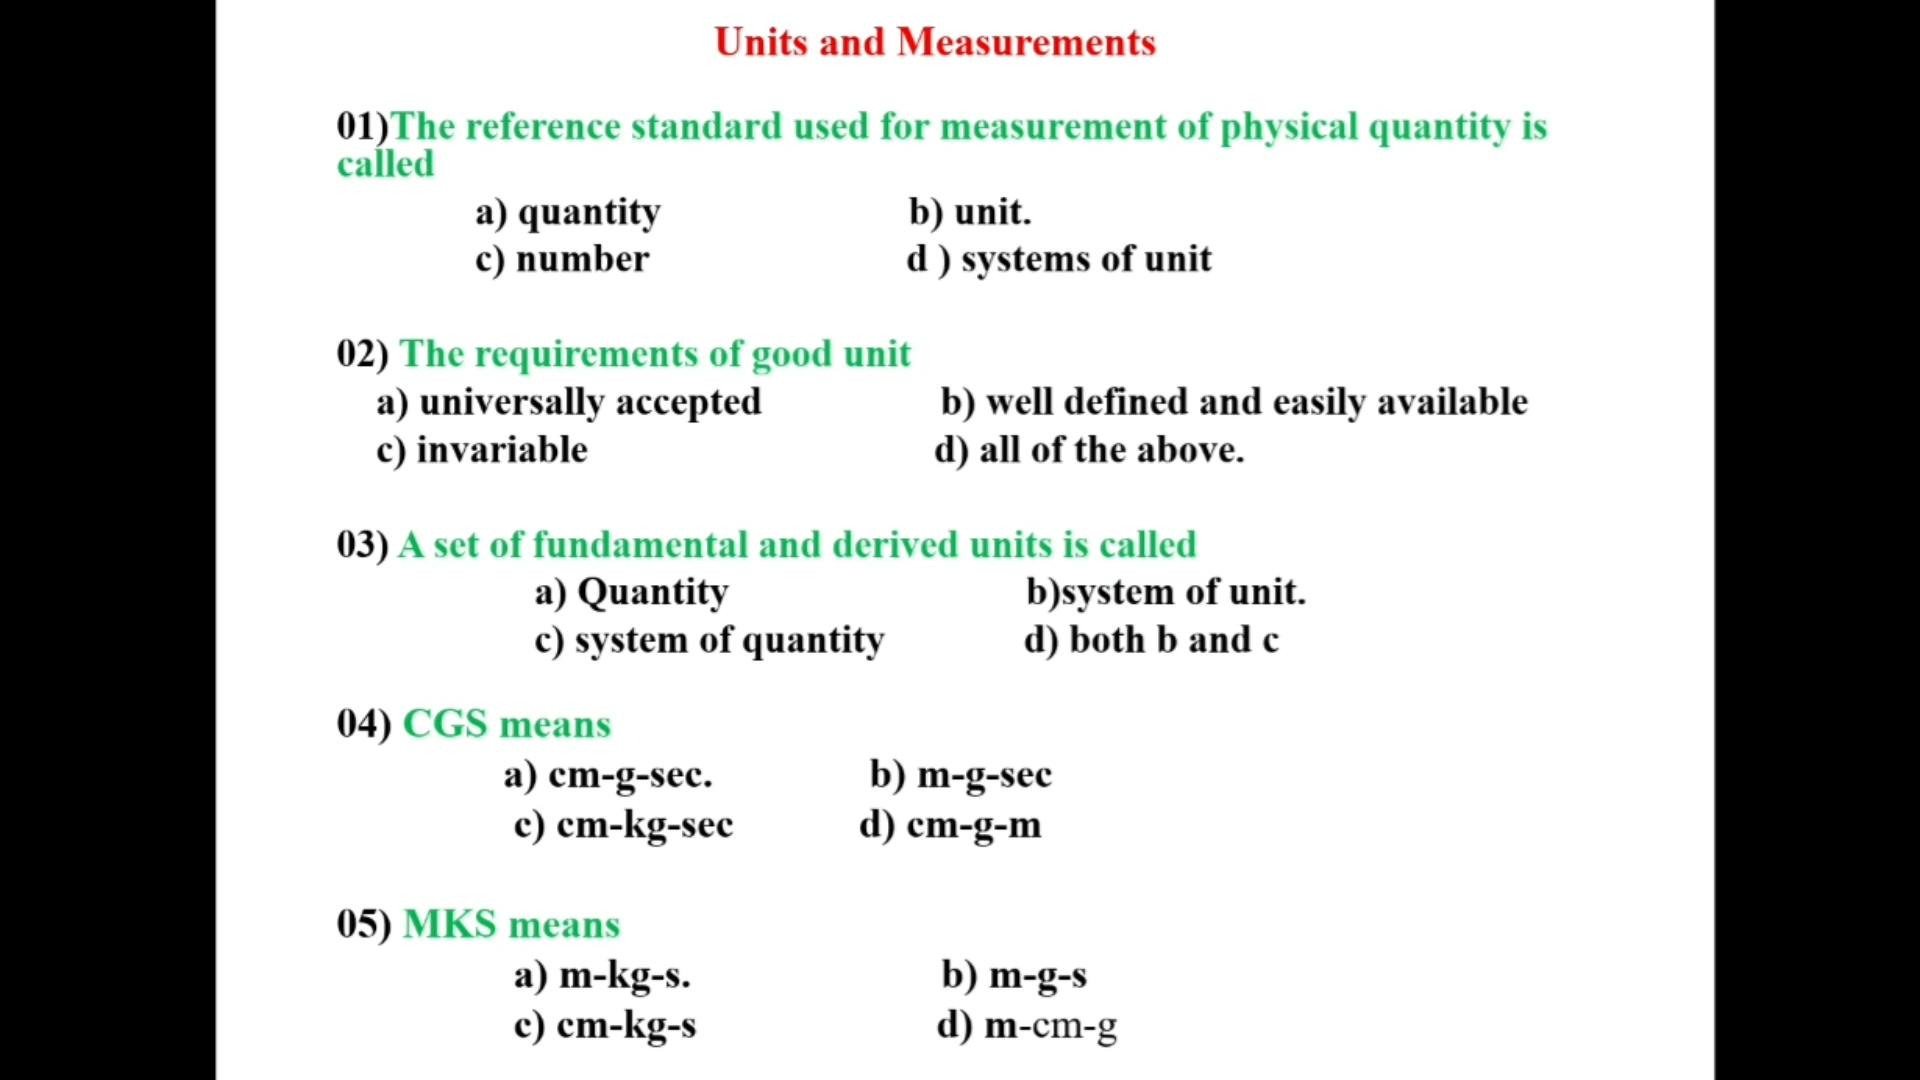 Units and Measurements
01)The reference standard used for measurement of physical quantity is
called
a) quantity b) unit.
c) number d ) systems of unit
02) The requirements of good unit
a) universally accepted b) well defined and easily available
c) invariable d) all of the above.
03) A set of fundamental and derived units is called
a) Quantity b)system of unit.
c) system of quantity d) both b and c
04) CGS means
a) cm-g-sec. b) m-g-sec
c) cm-kg-sec d) cm-g-m
05) MKS means
a) m-kg-s. b) m-g-s
c) cm-kg-s d) m-cm-g